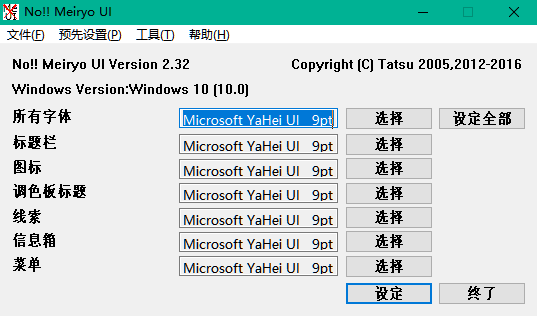 No!! Meiryo UI
文件(F) 预先设置(P) 工具(T) 帮助(H)
No!! Meiryo UI Version 2.32 Copyright (C) Tatsu 2005,2012-2016
Windows Version:Windows 10 (10.0)
所有字体 Microsoft YaHei UI 9pt 选择 设定全部
标题栏 Microsoft YaHei UI 9pt 选择
图标 Microsoft YaHei UI 9pt 选择
调色板标题 Microsoft YaHei UI 9pt 选择
线索 Microsoft YaHei UI 9pt 选择
信息箱 Microsoft YaHei UI 9pt 选择
菜单 Microsoft YaHei UI 9pt 选择
设定 终了